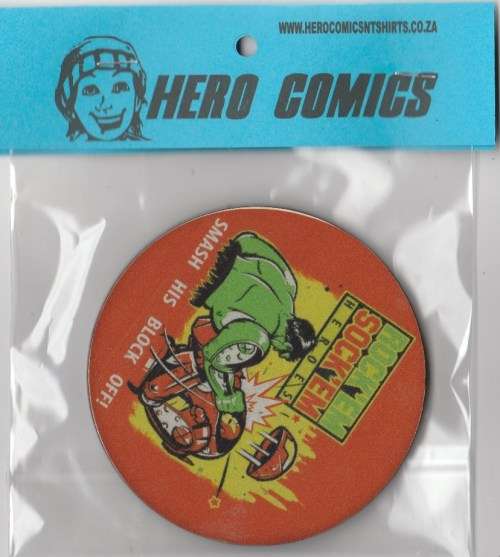 WWW.HEROCOMICSNTSHIRTS.CO.ZA
HERO COMICS
ROCK 'EM
SOCK 'EM
HEROES
SMASH HIS BLOCK OFF!